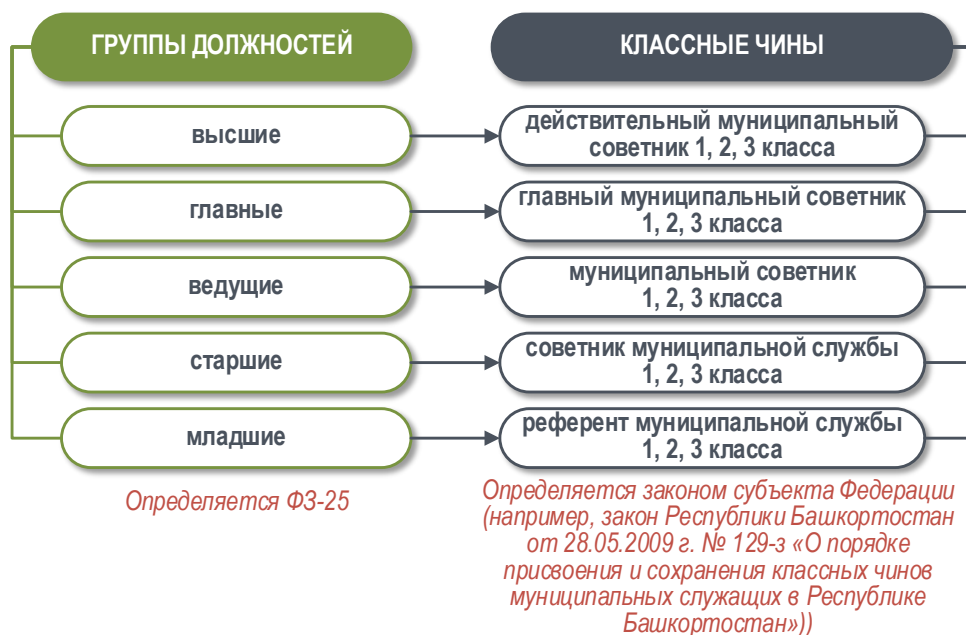 ГРУППЫ ДОЛЖНОСТЕЙ
КЛАССНЫЕ ЧИНЫ
высшие
действительный муниципальный
советник 1, 2, 3 класса
главные
главный муниципальный советник
1, 2, 3 класса
ведущие
муниципальный советник
1, 2, 3 класса
старшие
советник муниципальной службы
1, 2, 3 класса
младшие
референт муниципальной службы
1, 2, 3 класса
Определяется ФЗ-25
Определяется законом субъекта Федерации
(например, закон Республики Башкортостан
от 28.05.2009 г. № 129-з «О порядке
присвоения и сохранения классных чинов
муниципальных служащих в Республике
Башкортостан»))